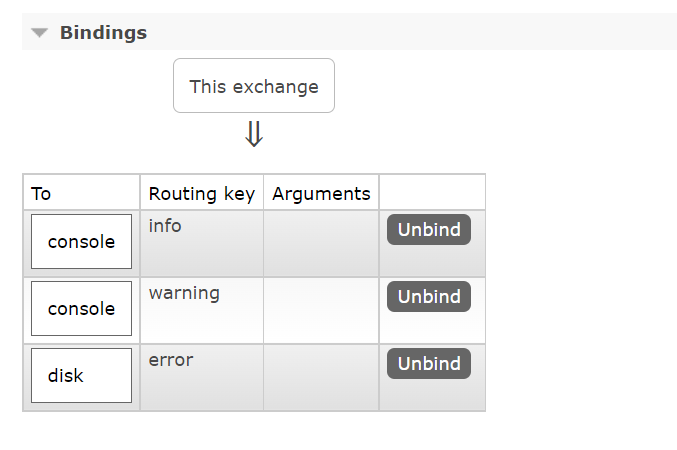 Bindings
This exchange
⇓
To Routing key Arguments
console info Unbind
console warning Unbind
disk error Unbind